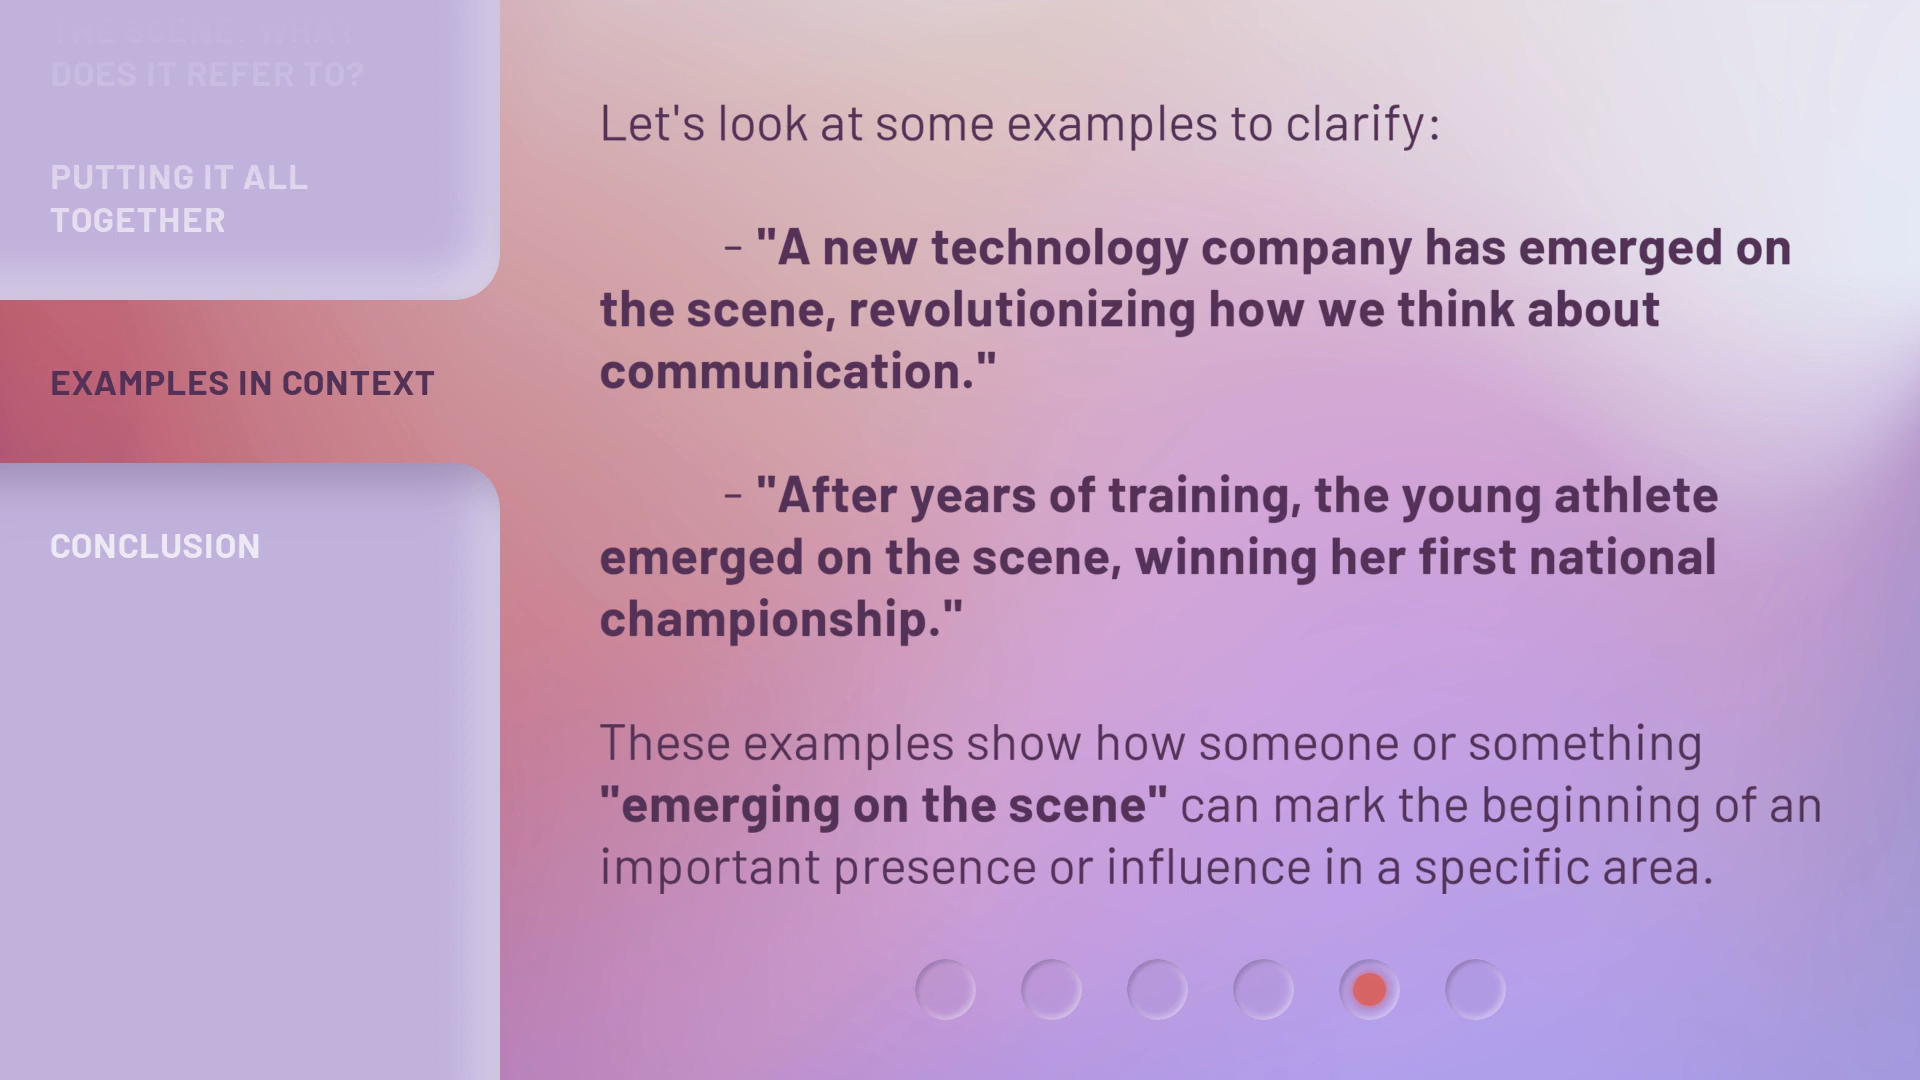 THE SCENE: WHAT
DOES IT REFER TO?
PUTTING IT ALL
TOGETHER
EXAMPLES IN CONTEXT
CONCLUSION
Let's look at some examples to clarify:
- "A new technology company has emerged on
the scene, revolutionizing how we think about
communication."
- "After years of training, the young athlete
emerged on the scene, winning her first national
championship."
These examples show how someone or something
"emerging on the scene" can mark the beginning of an
important presence or influence in a specific area.